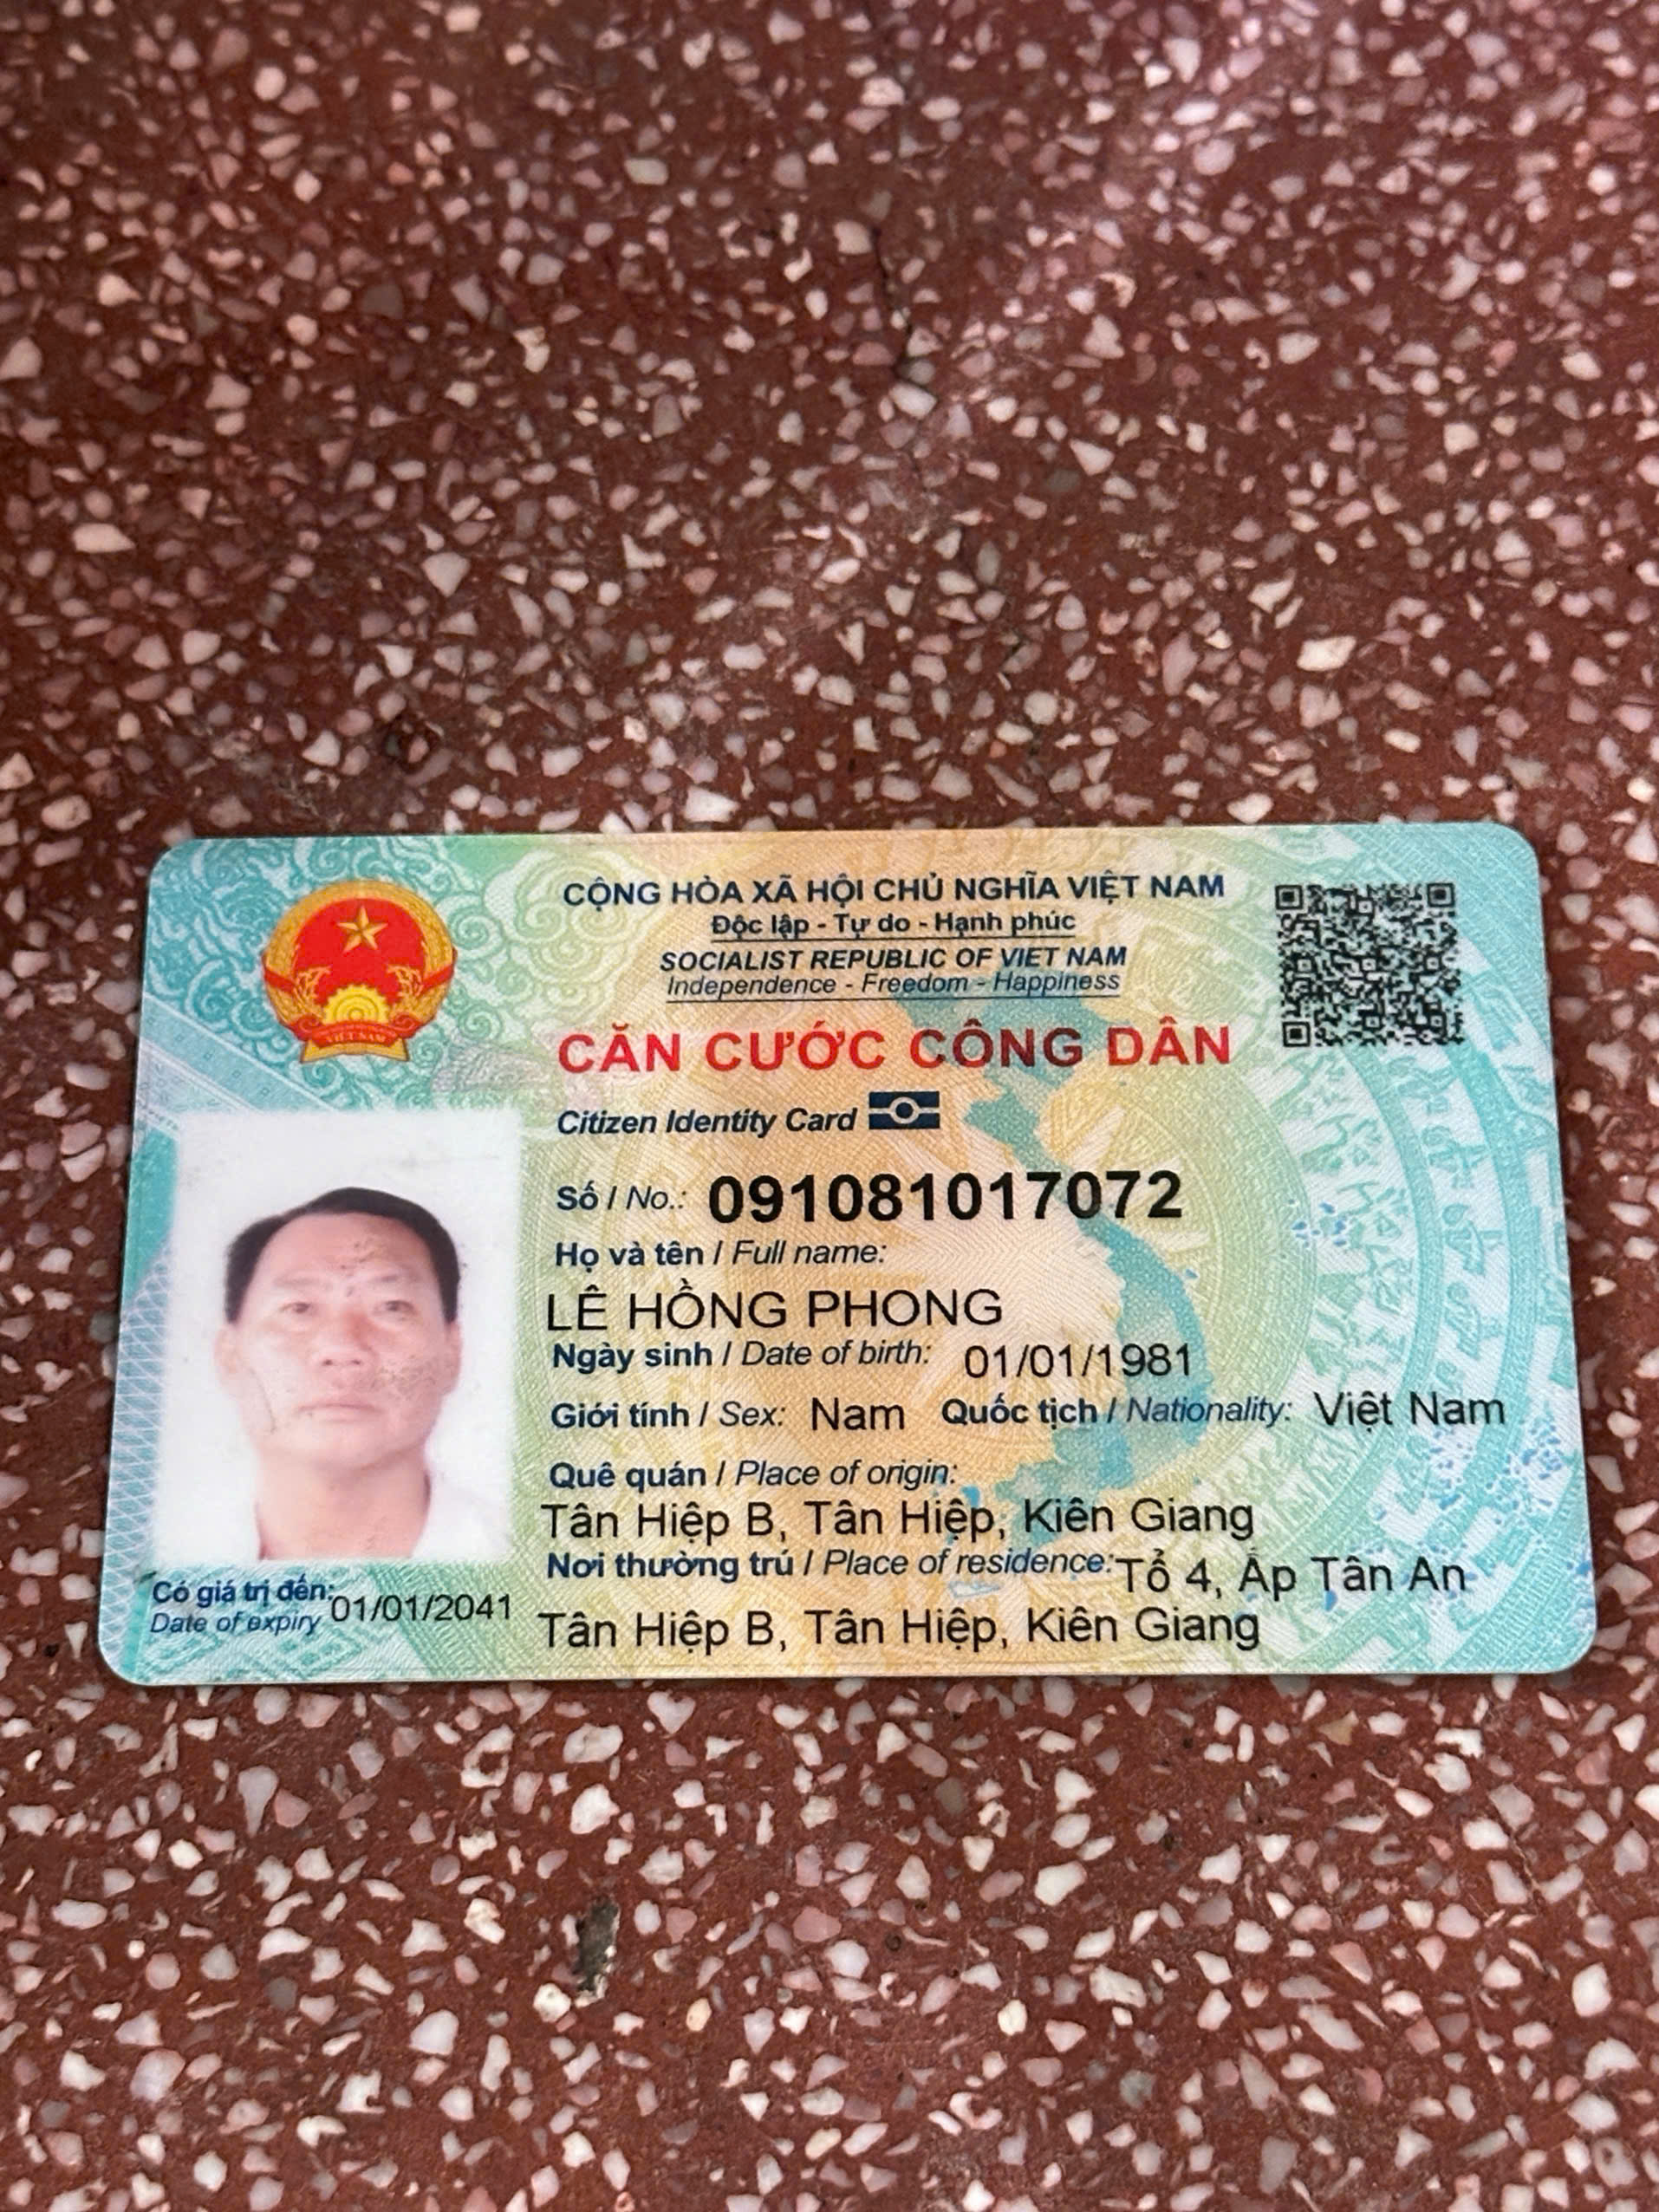 CỘNG HÒA XÃ HỘI CHỦ NGHĨA VIỆT NAM
Độc lập - Tự do - Hạnh phúc
SOCIALIST REPUBLIC OF VIET NAM
Independence - Freedom - Happiness
CĂN CƯỚC CÔNG DÂN
Citizen Identity Card
VIỆT NAM
Số / No.: 091081017072
Họ và tên / Full name:
LÊ HỒNG PHONG
Ngày sinh / Date of birth: 01/01/1981
Giới tính / Sex: Nam Quốc tịch / Nationality: Việt Nam
Quê quán / Place of origin:
Tân Hiệp B, Tân Hiệp, Kiên Giang
Nơi thường trú / Place of residence: Tổ 4, Ấp Tân An
Tân Hiệp B, Tân Hiệp, Kiên Giang
Có giá trị đến: 01/01/2041
Date of expiry